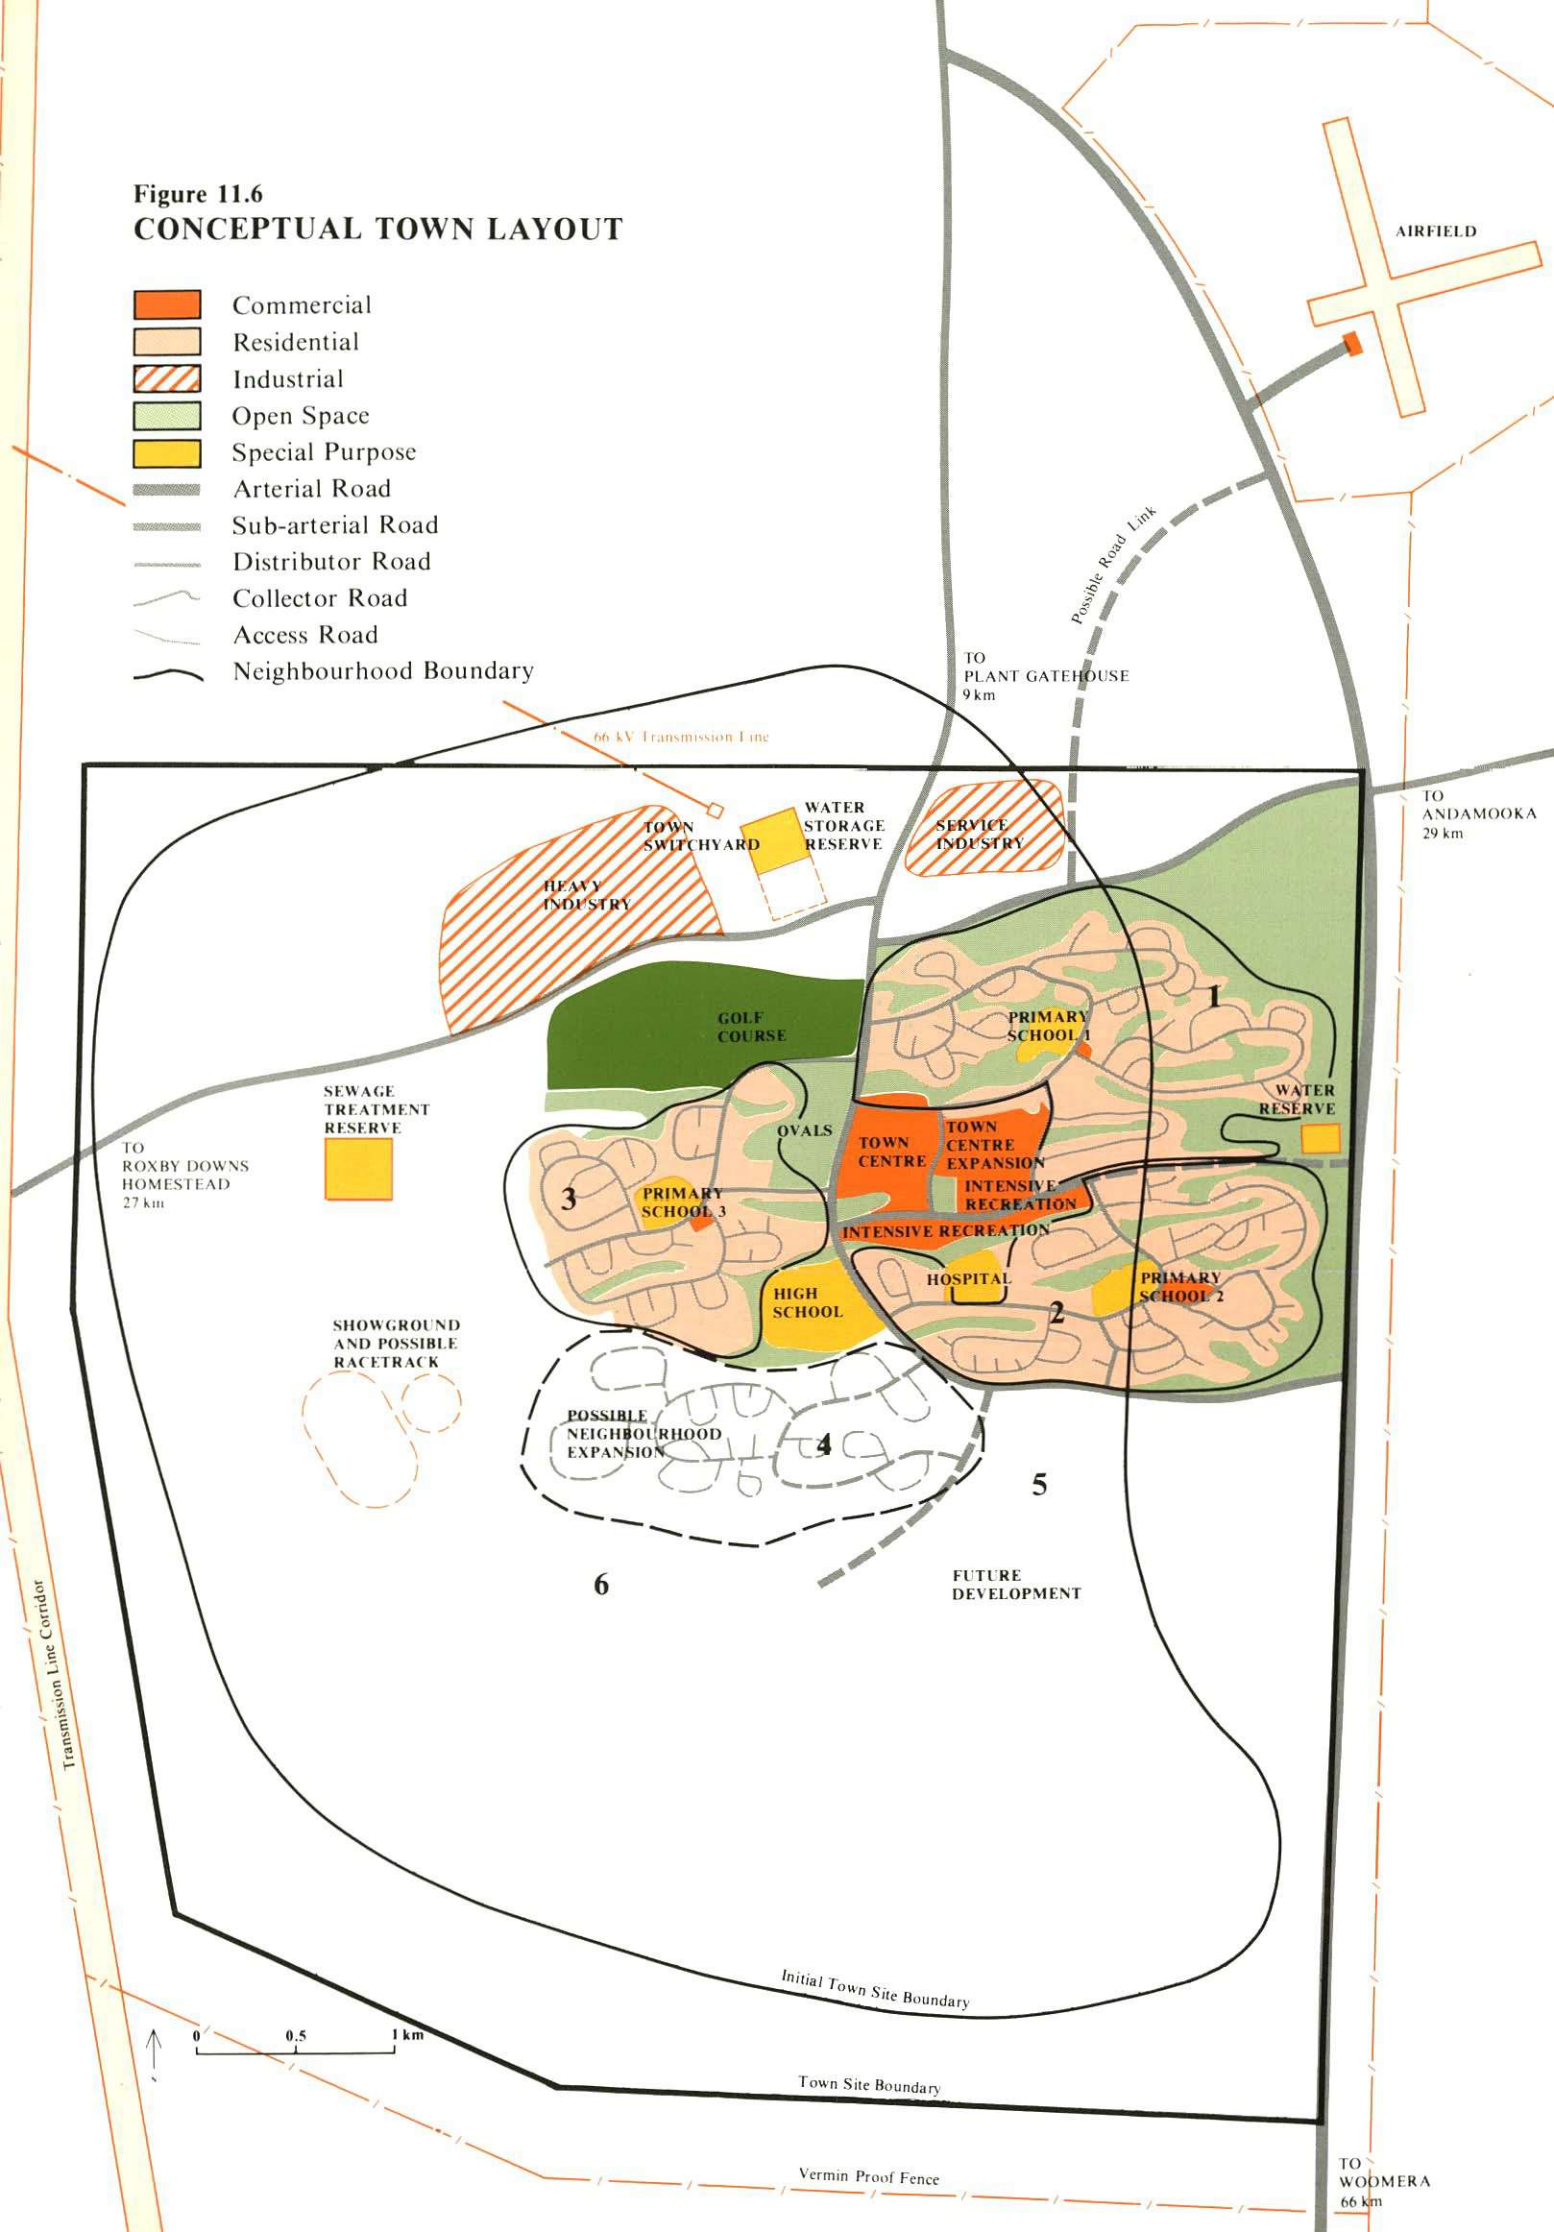 Figure 11.6
CONCEPTUAL TOWN LAYOUT
Commercial
Residential
Industrial
Open Space
Special Purpose
Arterial Road
Sub-arterial Road
Distributor Road
Collector Road
Access Road
Neighbourhood Boundary
AIRFIELD
Possible Road Link
TO
PLANT GATEHOUSE
9 km
66 kV Transmission Line
TO
ANDAMOOKA
29 km
TOWN
SWITCHYARD
WATER
STORAGE
RESERVE
SERVICE
INDUSTRY
HEAVY
INDUSTRY
GOLF
COURSE
PRIMARY
SCHOOL 1
1
WATER
RESERVE
SEWAGE
TREATMENT
RESERVE
TO
ROXBY DOWNS
HOMESTEAD
27 km
OVALS
TOWN
CENTRE
TOWN
CENTRE
EXPANSION
INTENSIVE
RECREATION
INTENSIVE RECREATION
3
PRIMARY
SCHOOL 3
HIGH
SCHOOL
HOSPITAL
2
PRIMARY
SCHOOL 2
SHOWGROUND
AND POSSIBLE
RACETRACK
POSSIBLE
NEIGHBOURHOOD
EXPANSION
4
5
6
FUTURE
DEVELOPMENT
Transmission Line Corridor
Initial Town Site Boundary
0 0.5 1 km
Town Site Boundary
Vermin Proof Fence
TO
WOOMERA
66 km